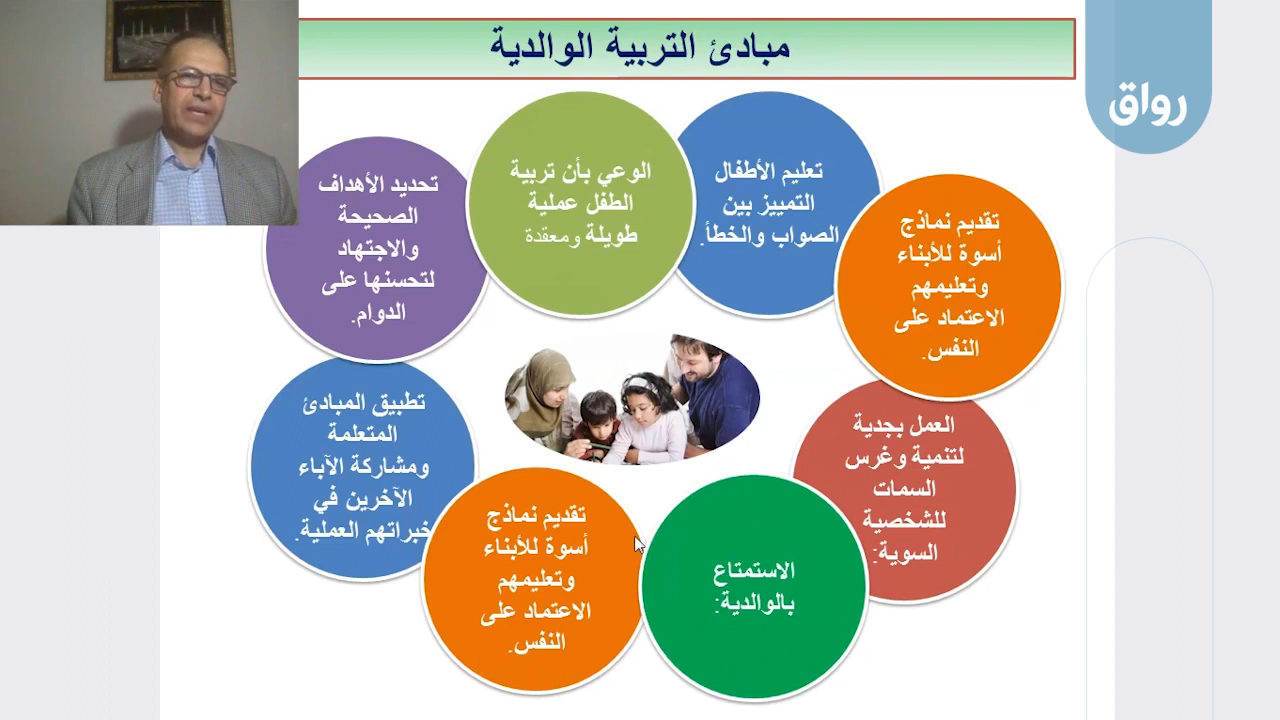 مبادئ التربية الوالدية
رواق
الوعي بأن تربية
الطفل عملية
طويلة ومعقدة
تعليم الأطفال
التمييز بين
الصواب والخطأ.
تقديم نماذج
أسوة للأبناء
وتعليمهم
الاعتماد على
النفس.
العمل بجدية
لتنمية وغرس
السمات
للشخصية
السوية:
الاستمتاع
بالوالدية:
تقديم نماذج
أسوة للأبناء
وتعليمهم
الاعتماد على
النفس.
تطبيق المبادئ
المتعلمة
ومشاركة الآباء
الآخرين في
خبراتهم العملية.
تحديد الأهداف
الصحيحة
والاجتهاد
لتحسنها على
الدوام.